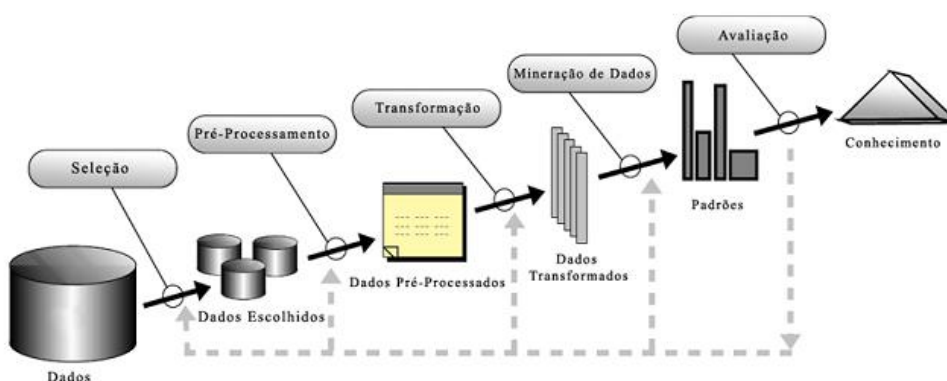 Avaliação
Mineração de Dados
Transformação
Pré-Processamento
Seleção
Conhecimento
Padrões
Dados
Transformados
Dados Pré-Processados
Dados Escolhidos
Dados